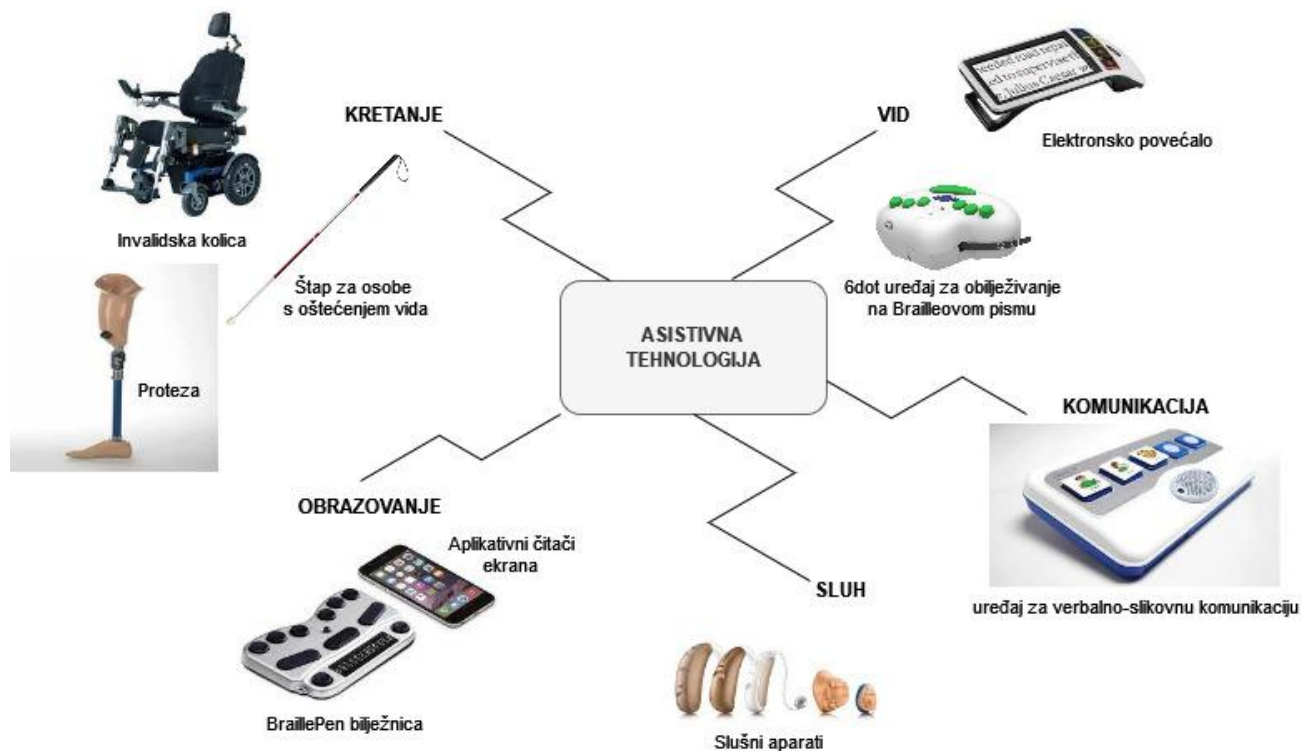 KRETANJE
Invalidska kolica
Štap za osobe
s oštećenjem vida
Proteza
VID
Elektronsko povećalo
6dot uređaj za obilježivanje
na Brailleovom pismu
ASISTIVNA
TEHNOLOGIJA
KOMUNIKACIJA
uređaj za verbalno-slikovnu komunikaciju
OBRAZOVANJE
Aplikativni čitači
ekrana
BraillePen bilježnica
SLUH
Slušni aparati